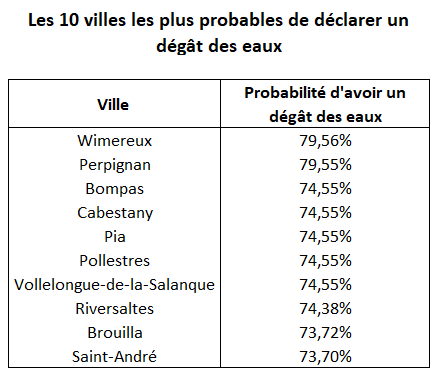 Les 10 villes les plus probables de déclarer un
dégât des eaux
Ville
Probabilité d'avoir un
dégât des eaux
Wimereux 79,56%
Perpignan 79,55%
Bompas 74,55%
Cabestany 74,55%
Pia 74,55%
Pollestres 74,55%
Vollelongue-de-la-Salanque 74,55%
Riversaltes 74,38%
Brouilla 73,72%
Saint-André 73,70%